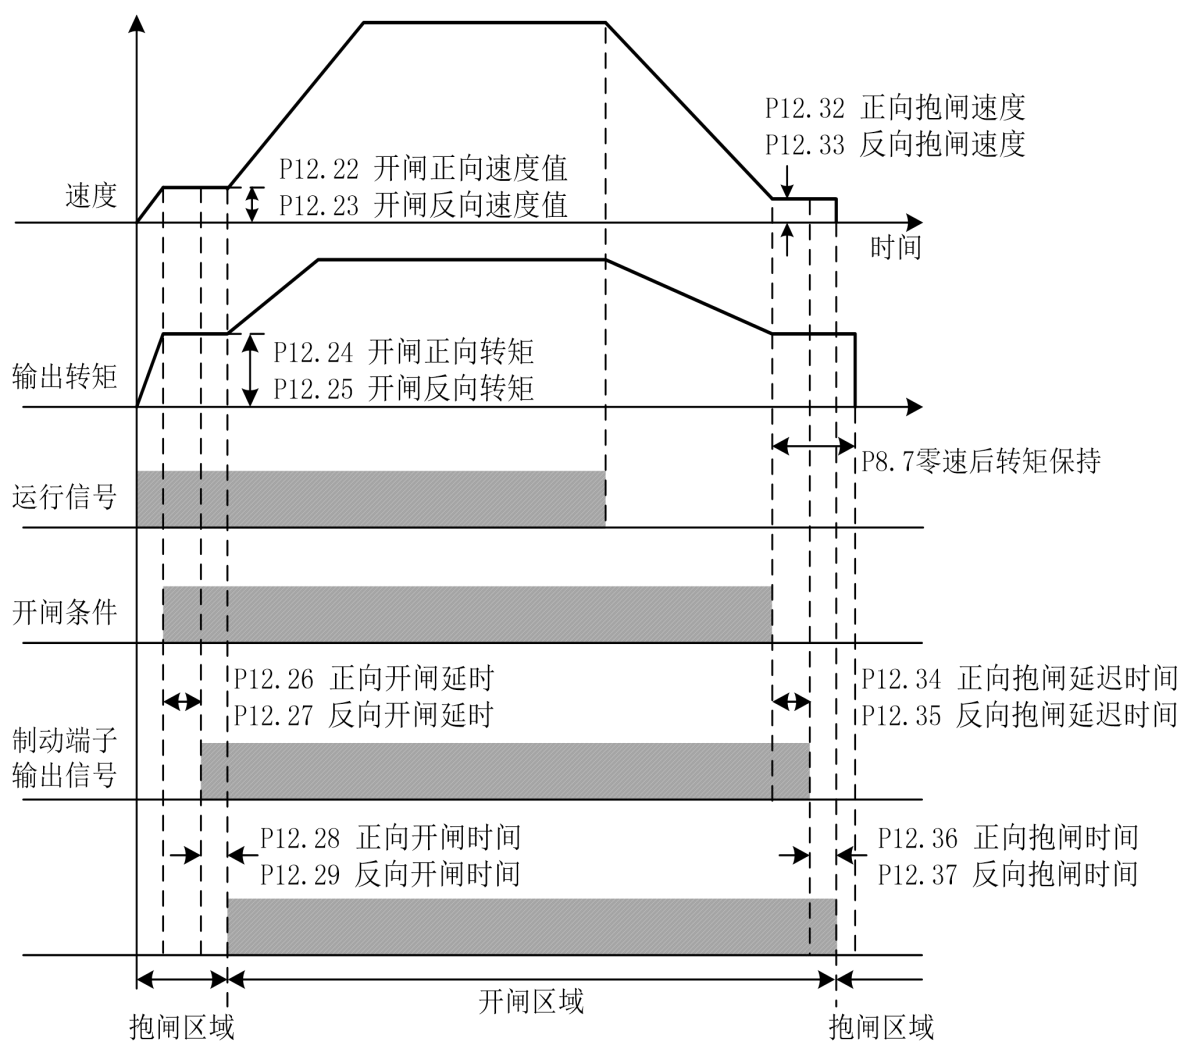 P12.32 正向抱闸速度
P12.33 反向抱闸速度
P12.22 开闸正向速度值
P12.23 开闸反向速度值
速度
时间
P12.24 开闸正向转矩
P12.25 开闸反向转矩
输出转矩
P8.7零速后转矩保持
运行信号
开闸条件
P12.26 正向开闸延时
P12.27 反向开闸延时
P12.34 正向抱闸延迟时间
P12.35 反向抱闸延迟时间
制动端子
输出信号
P12.28 正向开闸时间
P12.29 反向开闸时间
P12.36 正向抱闸时间
P12.37 反向抱闸时间
开闸区域
抱闸区域
抱闸区域